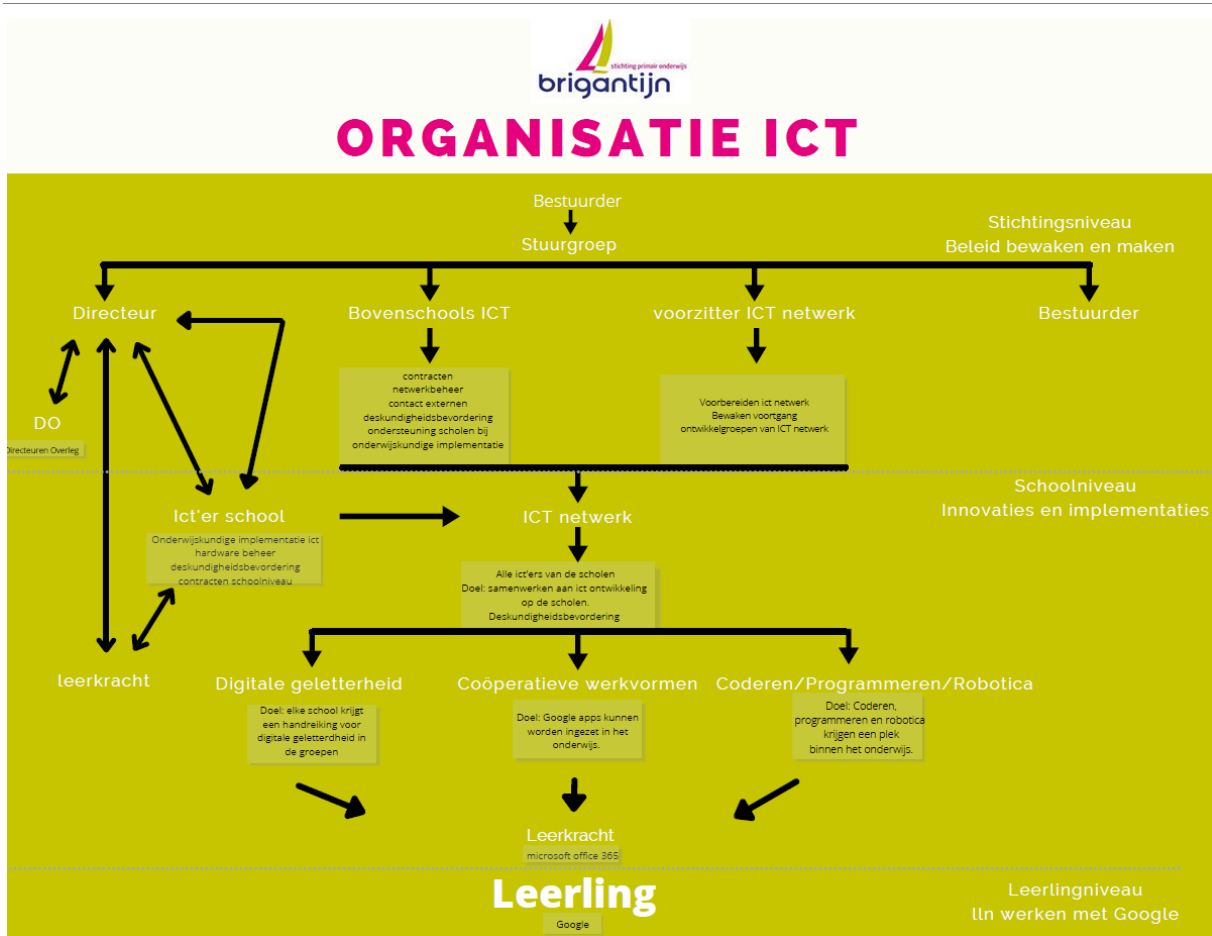 stichting primair onderwijs
brigantijn
ORGANISATIE ICT
Bestuurder
Stuurgroep
Stichtingsniveau
Beleid bewaken en maken
Directeur
Bovenschools ICT
voorzitter ICT netwerk
Bestuurder
contracten
netwerkbeheer
contact externen
deskundigheidsbevordering
ondersteuning scholen bij
onderwijskundige implementatie
Voorbereiden ict netwerk
Bewaken voortgang
ontwikkelgroepen van ICT netwerk
DO
Directeuren Overleg
Schoolniveau
Innovaties en implementaties
Ict'er school
Onderwijskundige implementatie ict
hardware beheer
deskundigheidsbevordering
contracten schoolniveau
ICT netwerk
Alle ict'ers van de scholen
Doel: samenwerken aan ict ontwikkeling
op de scholen.
Deskundigheidsbevordering
leerkracht
Digitale geletterheid
Coöperatieve werkvormen
Coderen/Programmeren/Robotica
Doel: elke school krijgt
een handreiking voor
digitale geletterdheid in
de groepen
Doel: Google apps kunnen
worden ingezet in het
onderwijs.
Doel: Coderen,
programmeren en robotica
krijgen een plek
binnen het onderwijs.
Leerkracht
microsoft office 365
Leerling
Google
Leerlingniveau
lln werken met Google